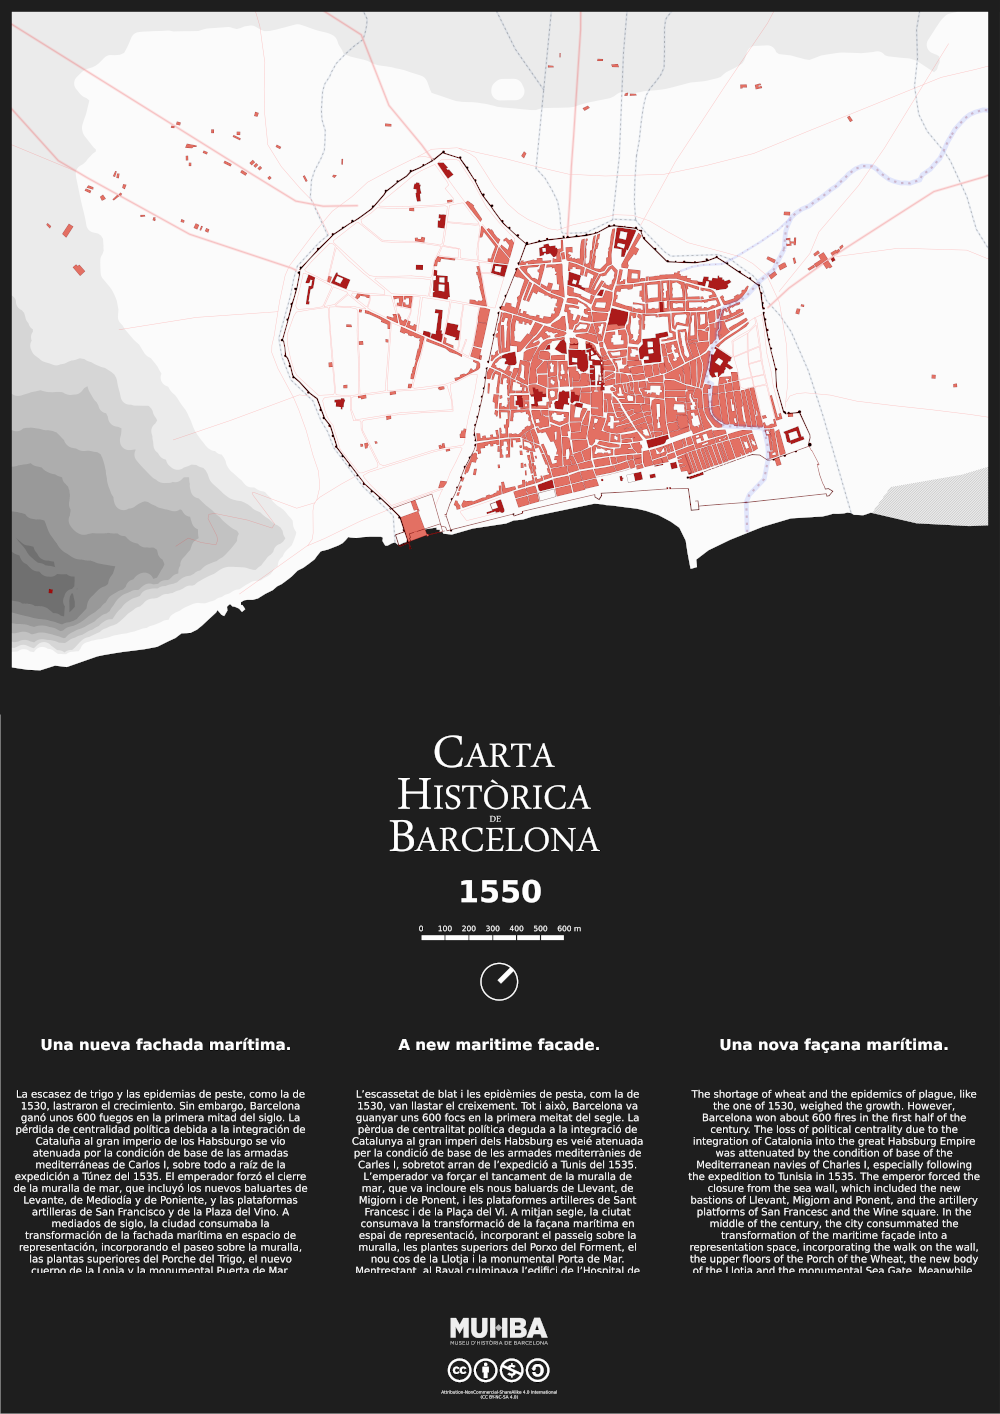 CARTA
HISTÒRICA
DE
BARCELONA
1550
0 100 200 300 400 500 600 m
Una nueva fachada marítima.
La escasez de trigo y las epidemias de peste, como la de
1530, lastraron el crecimiento. Sin embargo, Barcelona
ganó unos 600 fuegos en la primera mitad del siglo. La
pérdida de centralidad política debida a la integración de
Cataluña al gran imperio de los Habsburgo se vio
atenuada por la condición de base de las armadas
mediterráneas de Carlos I, sobre todo a raíz de la
expedición a Túnez del 1535. El emperador forzó el cierre
de la muralla de mar, que incluyó los nuevos baluartes de
Levante, de Mediodía y de Poniente, y las plataformas
artilleras de San Francisco y de la Plaza del Vino. A
mediados de siglo, la ciudad consumaba la
transformación de la fachada marítima en espacio de
representación, incorporando el paseo sobre la muralla,
las plantas superiores del Porche del Trigo, el nuevo
cuerpo de la Lonja y la monumental Puerta de Mar.
A new maritime facade.
L'escassetat de blat i les epidèmies de pesta, com la de
1530, van llastar el creixement. Tot i això, Barcelona va
guanyar uns 600 focs en la primera meitat del segle. La
pèrdua de centralitat política deguda a la integració de
Catalunya al gran imperi dels Habsburg es veié atenuada
per la condició de base de les armades mediterrànies de
Carles I, sobretot arran de l'expedició a Tunis del 1535.
L'emperador va forçar el tancament de la muralla de
mar, que va incloure els nous baluards de Llevant, de
Migjorn i de Ponent, i les plataformes artilleres de Sant
Francesc i de la Plaça del Vi. A mitjan segle, la ciutat
consumava la transformació de la façana marítima en
espai de representació, incorporant el passeig sobre la
muralla, les plantes superiors del Porxo del Forment, el
nou cos de la Llotja i la monumental Porta de Mar.
Mentrestant, al Raval culminava l'edifici de l'Hospital de
Una nova façana marítima.
The shortage of wheat and the epidemics of plague, like
the one of 1530, weighed the growth. However,
Barcelona won about 600 fires in the first half of the
century. The loss of political centrality due to the
integration of Catalonia into the great Habsburg Empire
was attenuated by the condition of base of the
Mediterranean navies of Charles I, especially following
the expedition to Tunisia in 1535. The emperor forced the
closure from the sea wall, which included the new
bastions of Llevant, Migjorn and Ponent, and the artillery
platforms of San Francesc and the Wine square. In the
middle of the century, the city consummated the
transformation of the maritime façade into a
representation space, incorporating the walk on the wall,
the upper floors of the Porch of the Wheat, the new body
of the Llotja and the monumental Sea Gate. Meanwhile,
MUHBA
MUSEU D'HISTÒRIA DE BARCELONA
cc
Attribution-NonCommercial-ShareAlike 4.0 International
(CC BY-NC-SA 4.0)